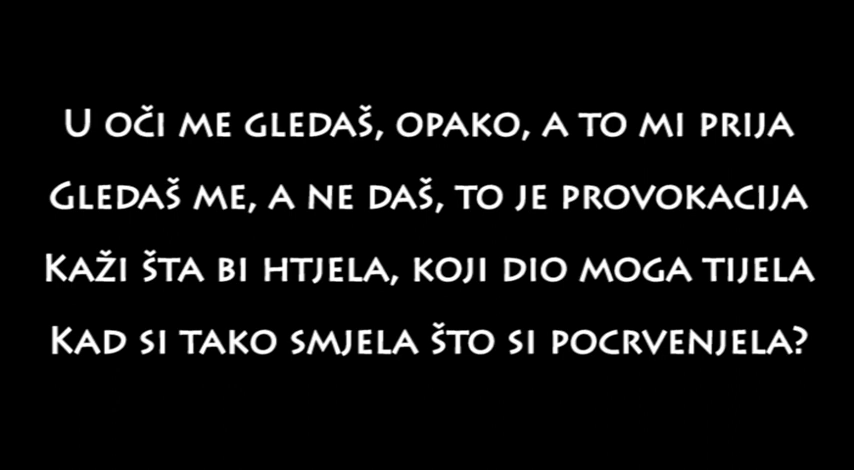 U oči me gledaš, opako, a to mi prija
Gledaš me, a ne daš, to je provokacija
Kaži šta bi htjela, koji dio moga tijela
Kad si tako smjela što si pocrvenjela?